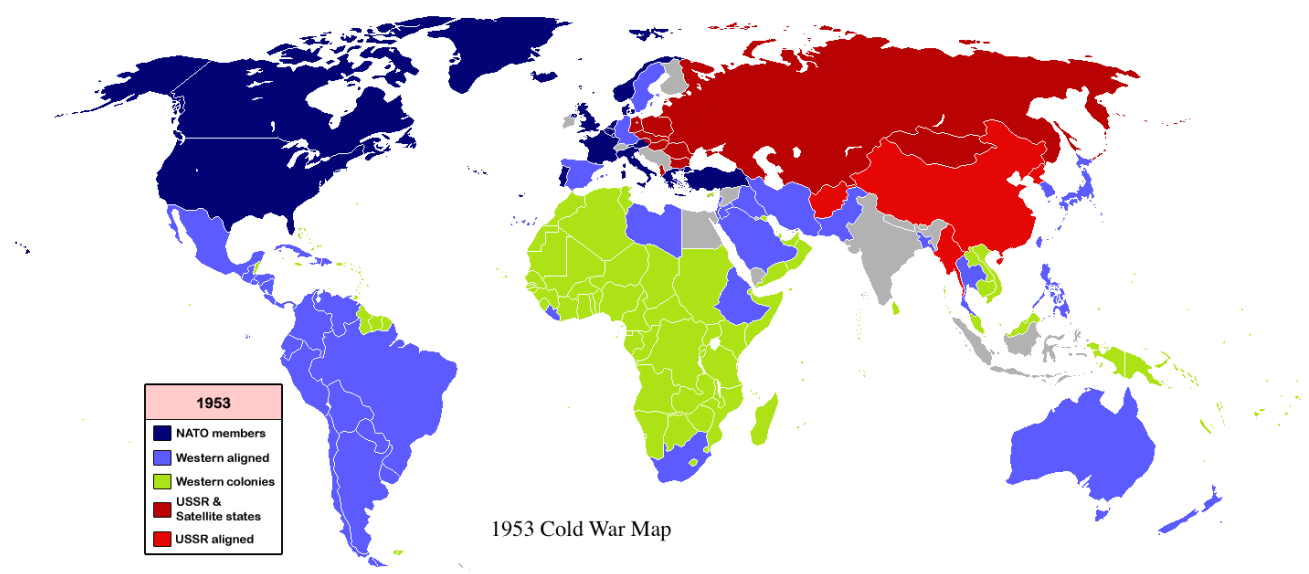 1953
NATO members
Western aligned
Western colonies
USSR &
Satellite states
USSR aligned
1953 Cold War Map